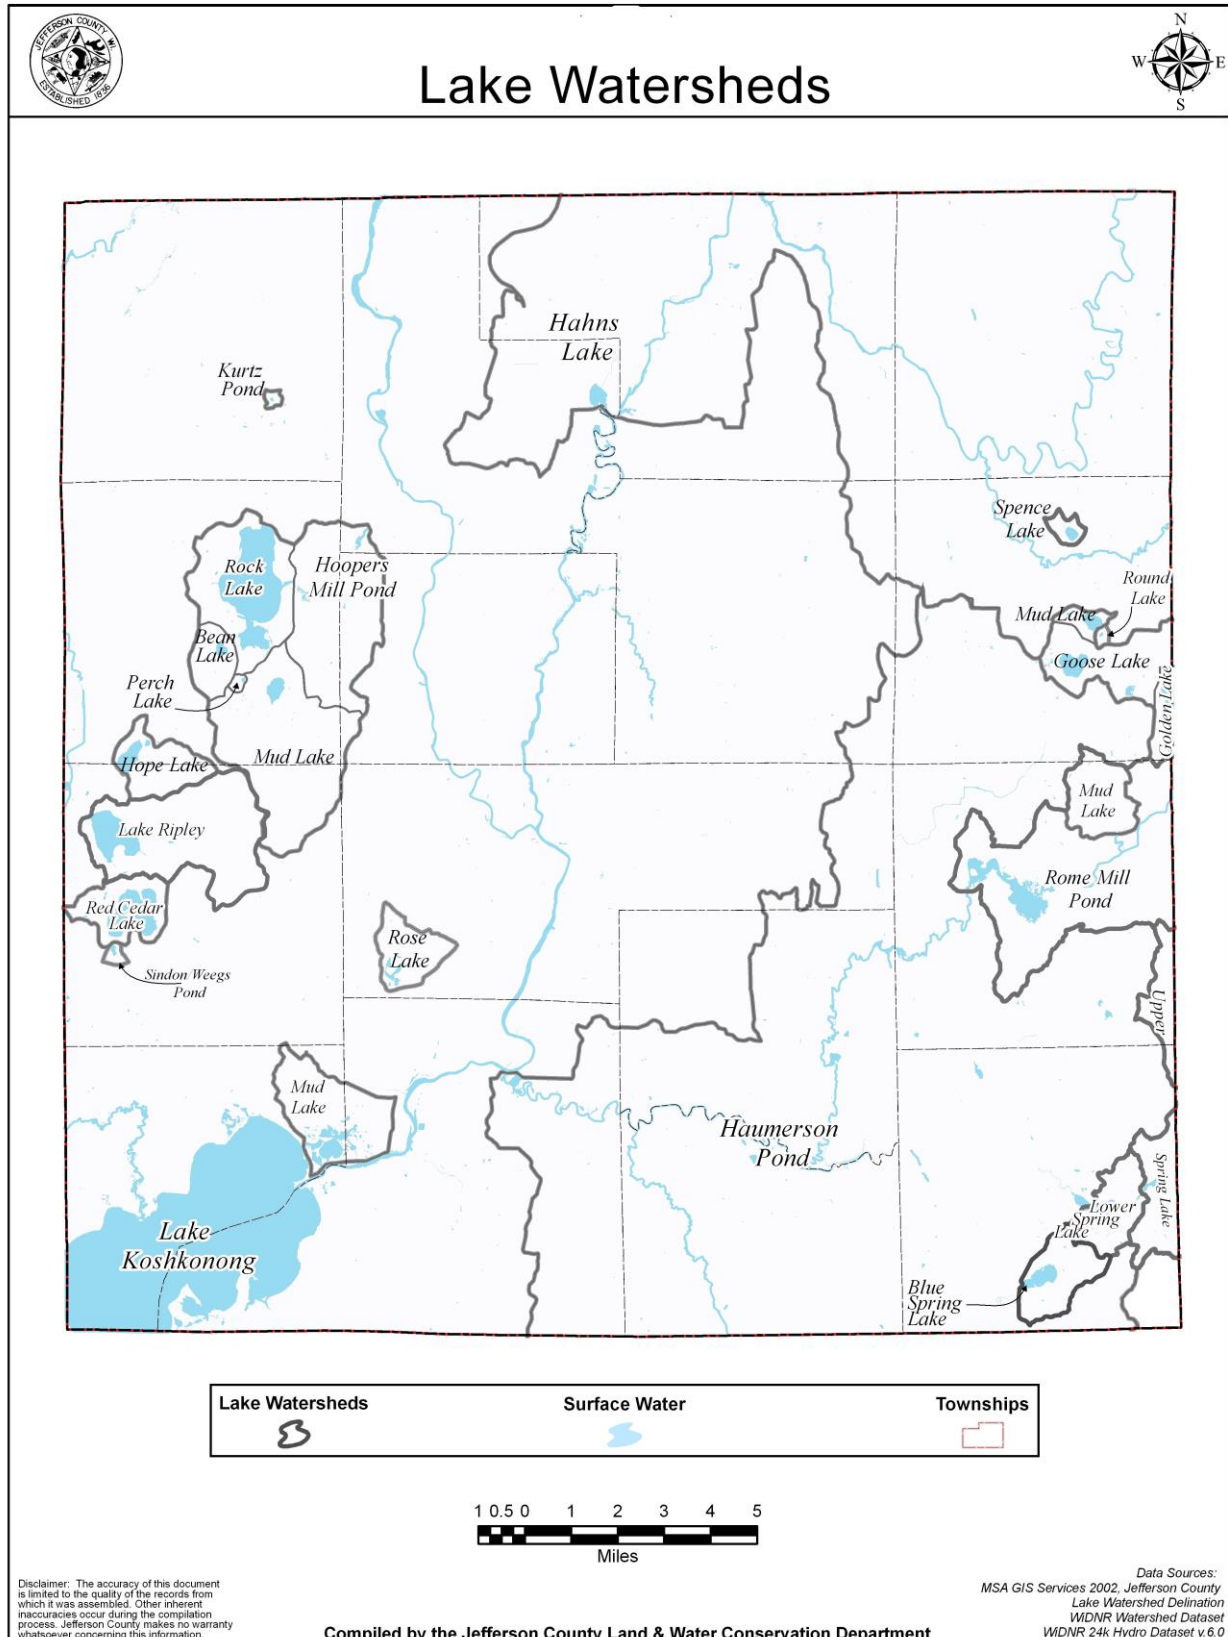 JEFFERSON COUNTY WI
ESTABLISHED 1836
Lake Watersheds
N
W
E
S
Hahns
Lake
Kurtz
Pond
Spence
Lake
Rock
Lake
Hoopers
Mill Pond
Round
Lake
Mud Lake
Bean
Lake
Goose Lake
Perch
Lake
Golden Lake
Mud Lake
Hope Lake
Mud
Lake
Lake Ripley
Rome Mill
Pond
Red Cedar
Lake
Rose
Lake
Sindon Weegs
Pond
Upper
Mud
Lake
Haumerson
Pond
Spring Lake
Lower
Spring
Lake
Lake
Koshkonong
Blue
Spring
Lake
Lake Watersheds
Surface Water
Townships
1 0.5 0 1 2 3 4 5
Miles
Disclaimer: The accuracy of this document
is limited to the quality of the records from
which it was assembled. Other inherent
inaccuracies occur during the compilation
process. Jefferson County makes no warranty
whatsoever concerning this information.
Compiled by the Jefferson County Land & Water Conservation Department
Data Sources:
MSA GIS Services 2002, Jefferson County
Lake Watershed Delination
WiDNR Watershed Dataset
WiDNR 24k Hydro Dataset v.6.0